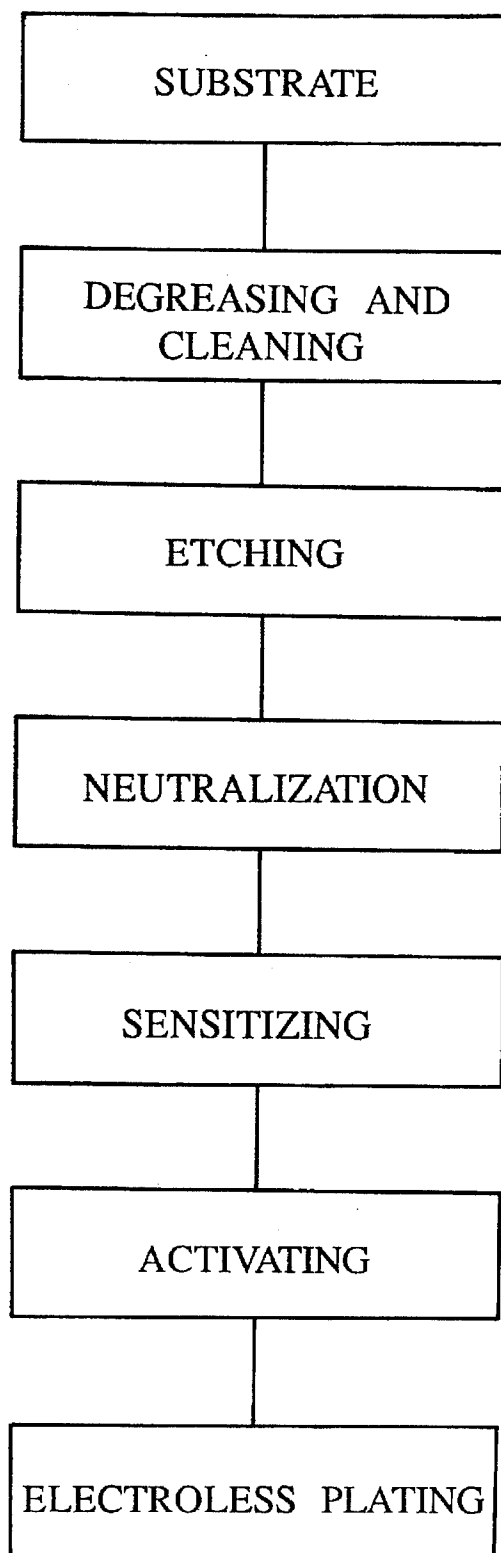 SUBSTRATE
DEGREASING AND
CLEANING
ETCHING
NEUTRALIZATION
SENSITIZING
ACTIVATING
ELECTROLESS PLATING